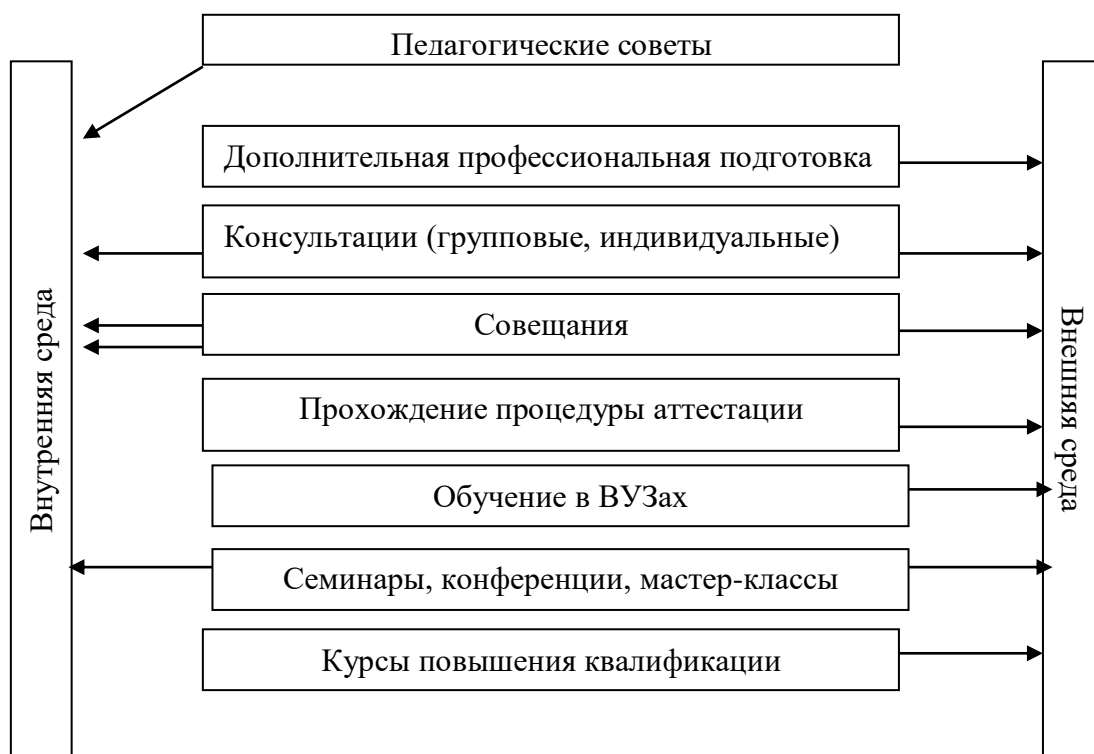 Педагогические советы
Дополнительная профессиональная подготовка
Консультации (групповые, индивидуальные)
Совещания
Прохождение процедуры аттестации
Обучение в ВУЗах
Семинары, конференции, мастер-классы
Курсы повышения квалификации
Внутренняя среда
Внешняя среда